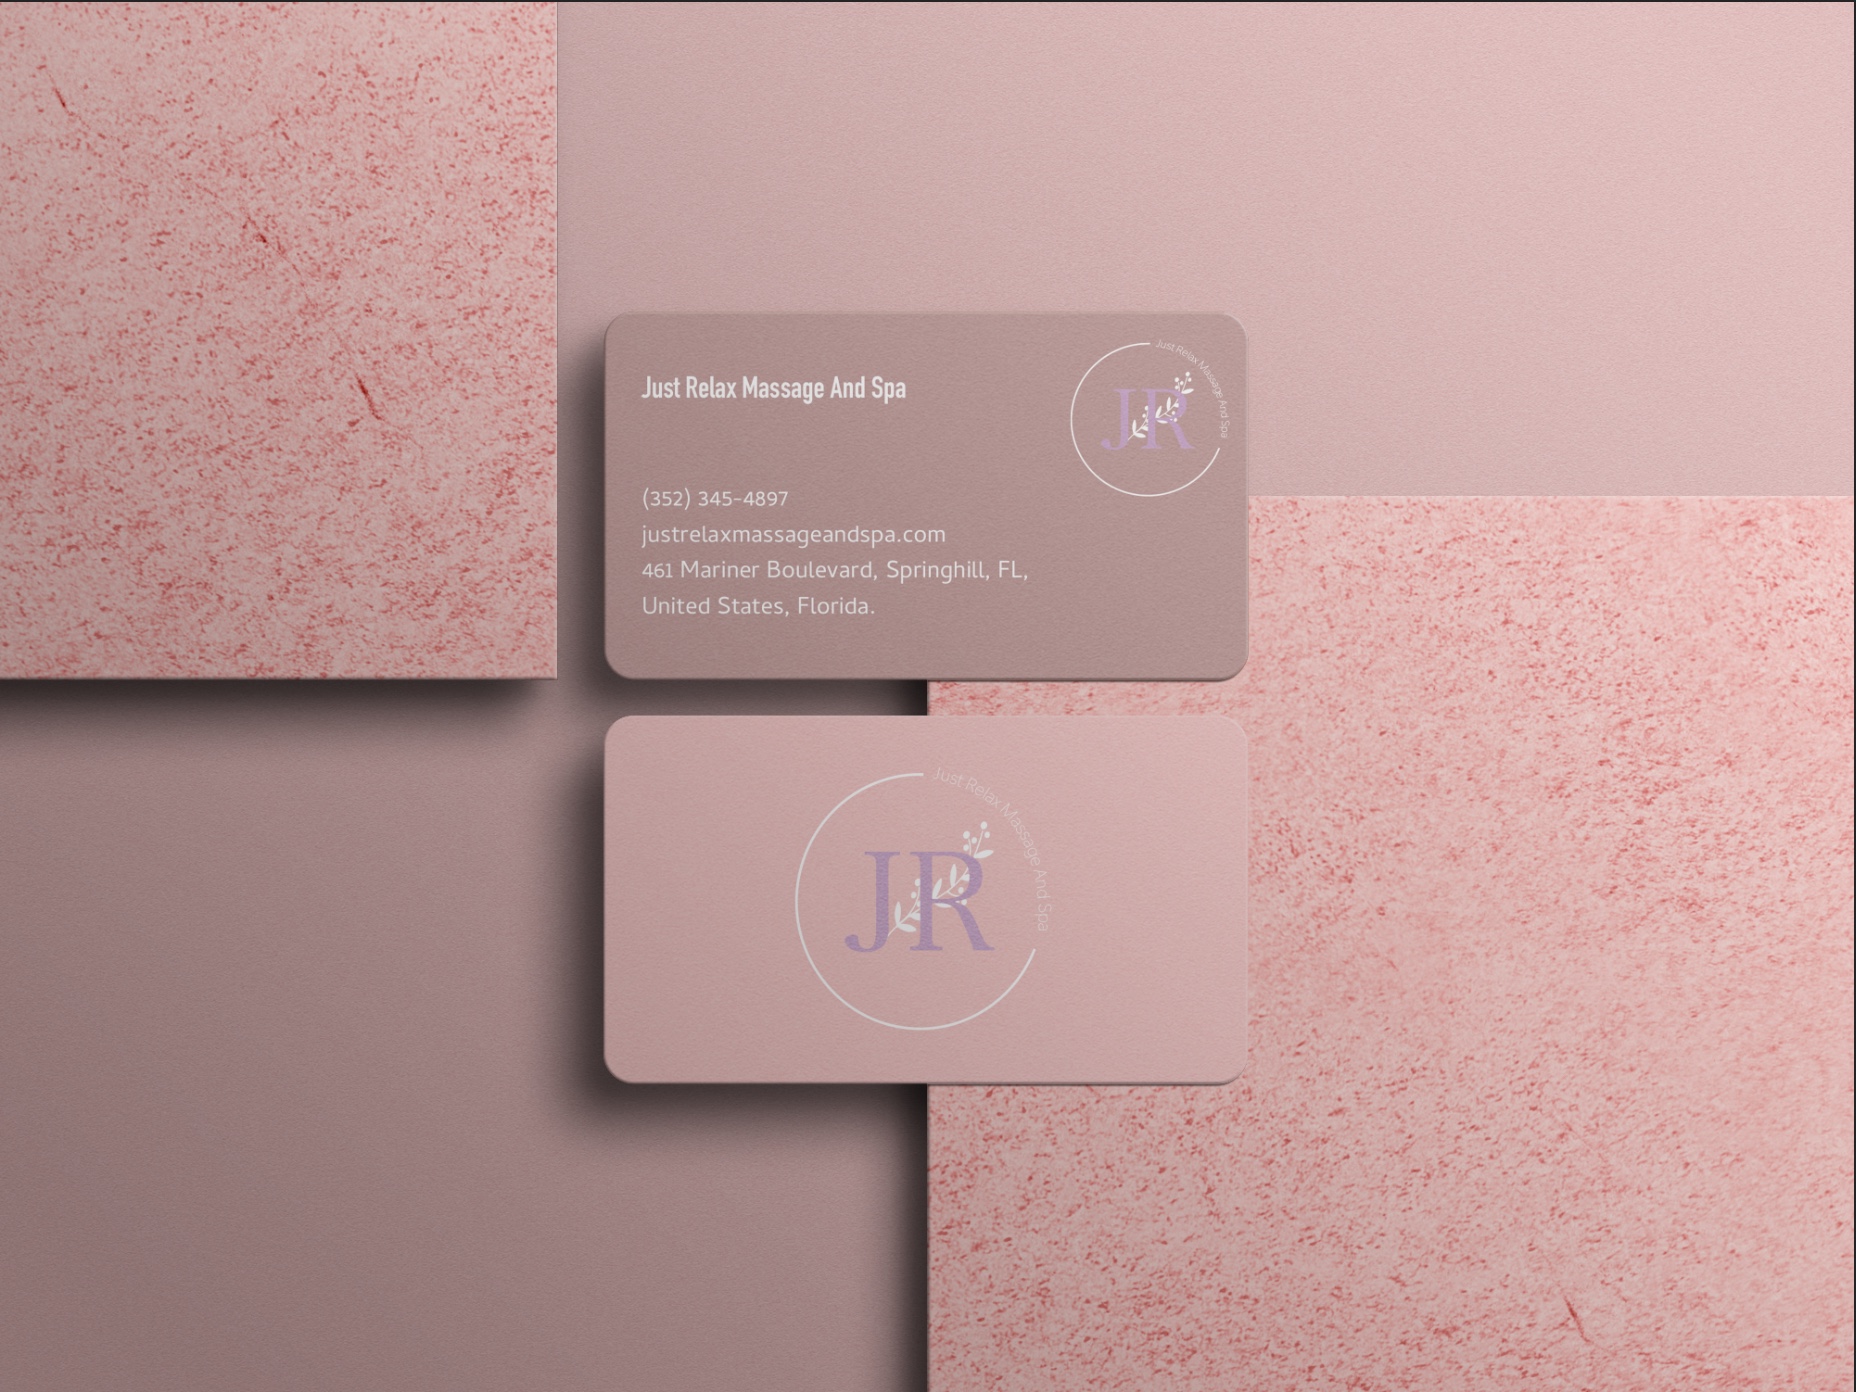 Just Relax Massage And Spa
Just Relax Massage And Spa
JR
(352) 345-4897
justrelaxmassageandspa.com
461 Mariner Boulevard, Springhill, FL,
United States, Florida.
Just Relax Massage And Spa
JR